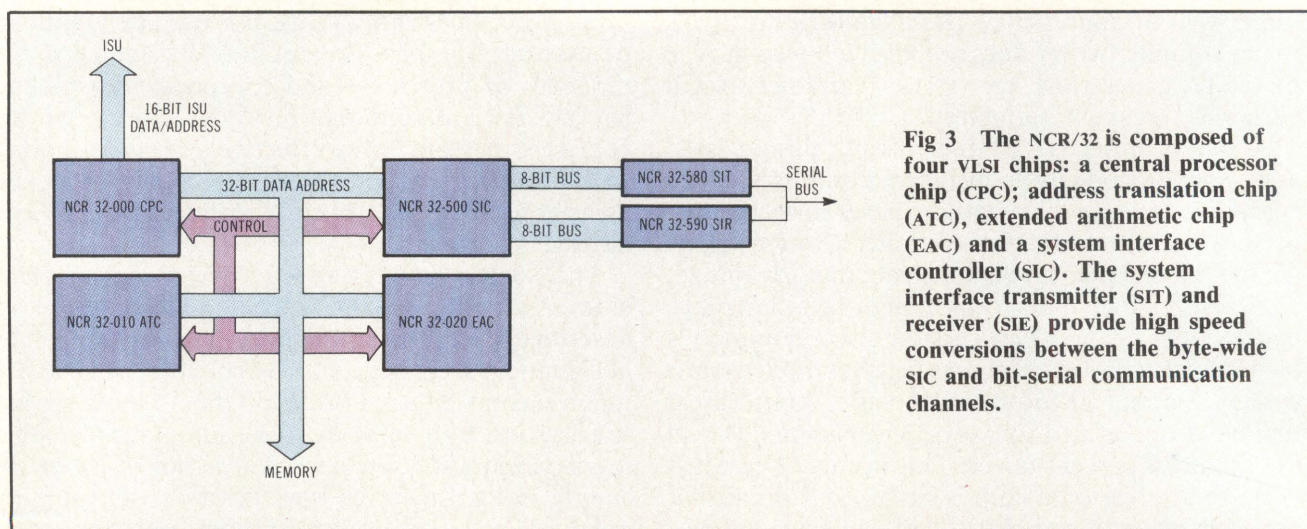 ISU
16-BIT ISU
DATA/ADDRESS
NCR 32-000 CPC
32-BIT DATA ADDRESS
CONTROL
NCR 32-500 SIC
8-BIT BUS
8-BIT BUS
NCR 32-580 SIT
NCR 32-590 SIR
SERIAL
BUS
NCR 32-010 ATC
NCR 32-020 EAC
MEMORY
Fig 3 The NCR/32 is composed of
four VLSI chips: a central processor
chip (CPC); address translation chip
(ATC), extended arithmetic chip
(EAC) and a system interface
controller (SIC). The system
interface transmitter (SIT) and
receiver (SIE) provide high speed
conversions between the byte-wide
SIC and bit-serial communication
channels.